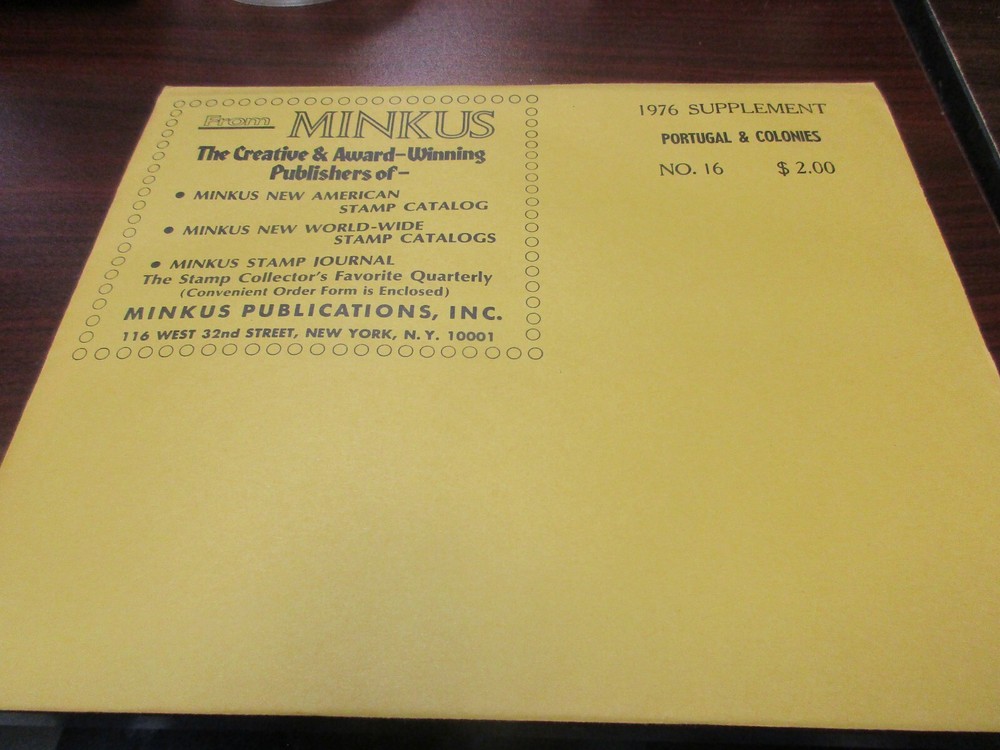 From MINKUS
The Creative & Award-Winning
Publishers of-
• MINKUS NEW AMERICAN
STAMP CATALOG
• MINKUS NEW WORLD-WIDE
STAMP CATALOGS
• MINKUS STAMP JOURNAL
The Stamp Collector's Favorite Quarterly
(Convenient Order Form is Enclosed)
MINKUS PUBLICATIONS, INC.
116 WEST 32nd STREET, NEW YORK, N.Y. 10001
1976 SUPPLEMENT
PORTUGAL & COLONIES
NO. 16 $ 2.00